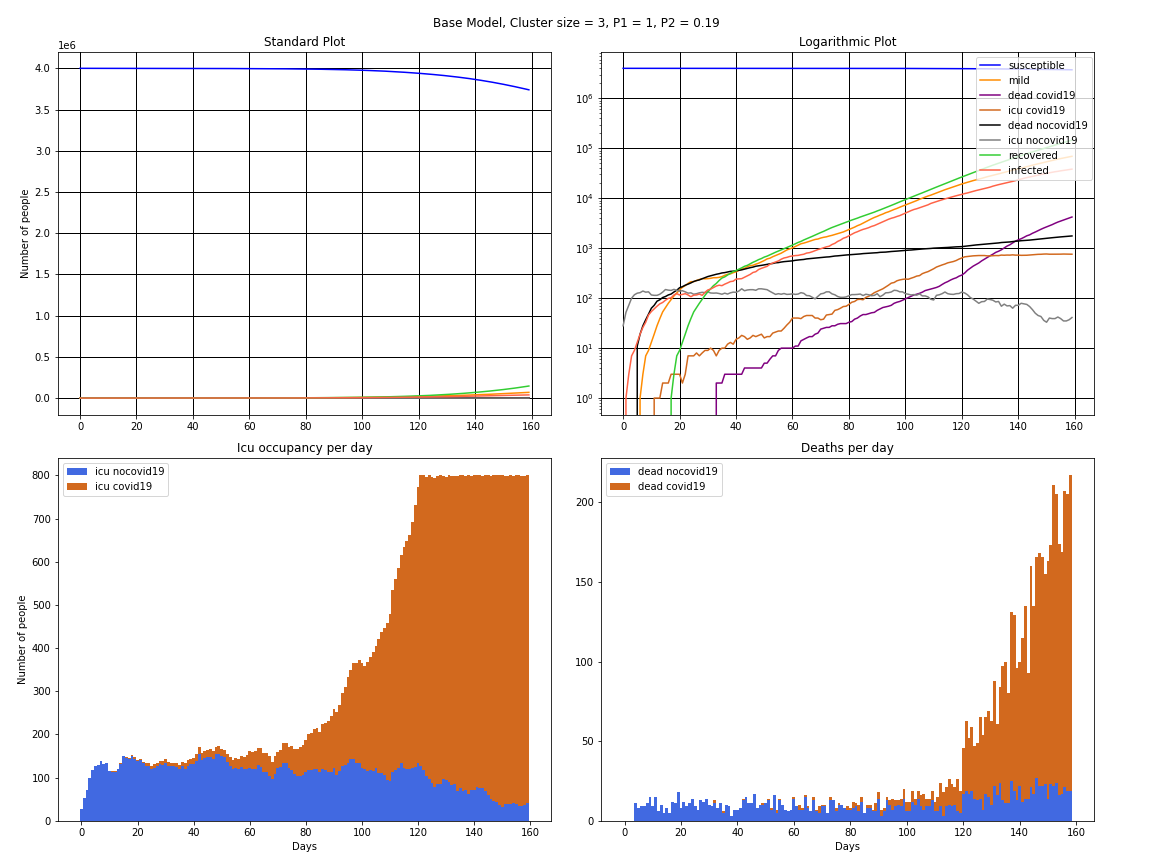 Base Model, Cluster size = 3, P1 = 1, P2 = 0.19
Standard Plot
1e6
4.0
3.5
3.0
2.5
2.0
1.5
1.0
0.5
0.0
Number of people
0 20 40 60 80 100 120 140 160
Logarithmic Plot
10^6
10^5
10^4
10^3
10^2
10^1
10^0
susceptible
mild
dead covid19
icu covid19
dead nocovid19
icu nocovid19
recovered
infected
0 20 40 60 80 100 120 140 160
Icu occupancy per day
icu nocovid19
icu covid19
800
700
600
500
400
300
200
100
0
Number of people
0 20 40 60 80 100 120 140 160
Days
Deaths per day
dead nocovid19
dead covid19
200
150
100
50
0
0 20 40 60 80 100 120 140 160
Days